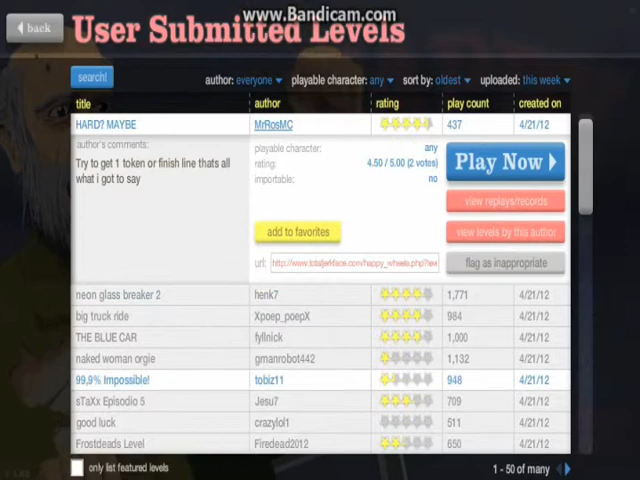 www.Bandicam.com
back
User Submitted Levels
search!
author: everyone playable character: any sort by: oldest uploaded: this week
title author rating play count created on
HARD? MAYBE MrRosMC 437 4/21/12
author's comments:
Try to get 1 token or finish line thats all
what i got to say
playable character: any
rating: 4.50 / 5.00 (2 votes)
importable: no
Play Now
view replays/records
add to favorites
view levels by this author
url: http://www.totaljerkface.com/happy_wheels.php?lev
flag as inappropriate
neon glass breaker 2 henk7 1,771 4/21/12
big truck ride Xpoep_poepX 984 4/21/12
THE BLUE CAR fyllnick 1,000 4/21/12
naked woman orgie gmanrobot442 1,132 4/21/12
99,9% Impossible! tobiz11 948 4/21/12
sTaXx Episodio 5 Jesu7 709 4/21/12
good luck crazylol1 511 4/21/12
Frostdeads Level Firedead2012 650 4/21/12
only list featured levels
1 - 50 of many